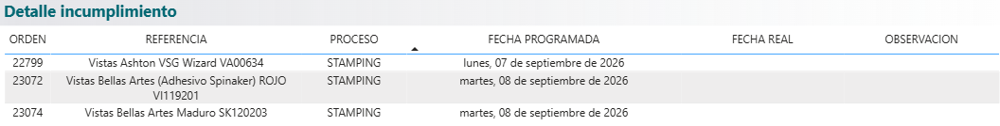 Detalle incumplimiento
ORDEN REFERENCIA PROCESO FECHA PROGRAMADA FECHA REAL OBSERVACION
22799 Vistas Ashton VSG Wizard VA00634 STAMPING lunes, 07 de septiembre de 2026
23072 Vistas Bellas Artes (Adhesivo Spinaker) ROJO STAMPING martes, 08 de septiembre de 2026
VI119201
23074 Vistas Bellas Artes Maduro SK120203 STAMPING martes, 08 de septiembre de 2026